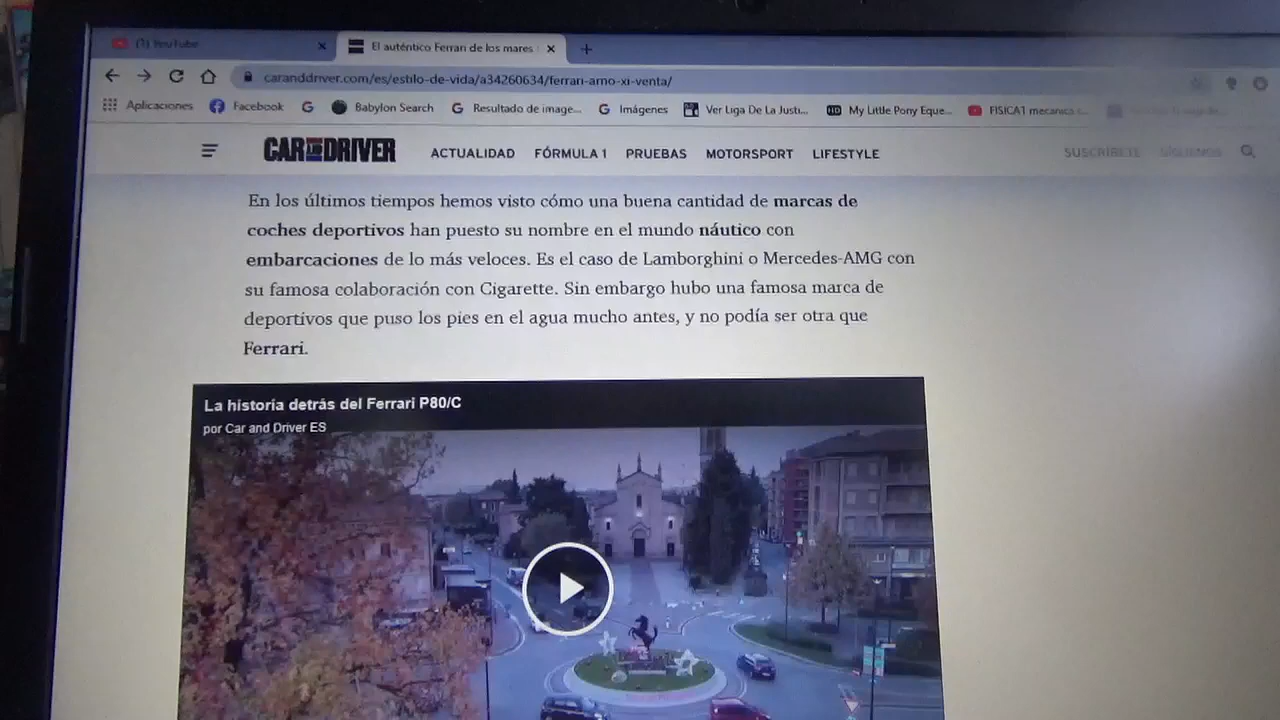 (7) YouTube
El auténtico Ferrari de los mares
caranddriver.com/es/estilo-de-vida/a34260634/ferrari-arno-xi-venta/
Aplicaciones Facebook Babylon Search Resultado de image... Imágenes Ver Liga De La Justi... My Little Pony Eque... FISICA1 mecanica
CAR AND DRIVER ACTUALIDAD FÓRMULA 1 PRUEBAS MOTORSPORT LIFESTYLE SUSCRÍBETE SÍGUENOS
En los últimos tiempos hemos visto cómo una buena cantidad de marcas de
coches deportivos han puesto su nombre en el mundo náutico con
embarcaciones de lo más veloces. Es el caso de Lamborghini o Mercedes-AMG con
su famosa colaboración con Cigarette. Sin embargo hubo una famosa marca de
deportivos que puso los pies en el agua mucho antes, y no podía ser otra que
Ferrari.
La historia detrás del Ferrari P80/C
por Car and Driver ES